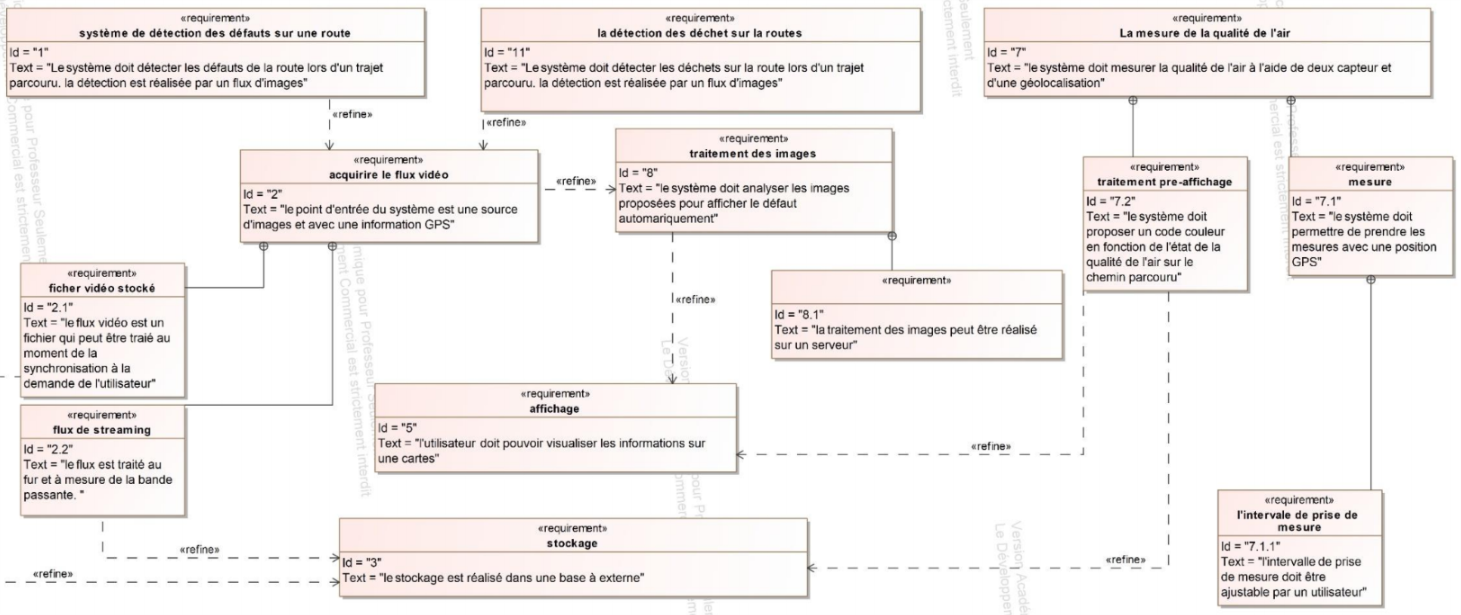 «requirement»
système de détection des défauts sur une route
Id = "1"
Text = "Le système doit détecter les défauts de la route lors d'un trajet
parcouru. la détection est réalisée par un flux d'images"
«requirement»
la détection des déchet sur la routes
Id = "11"
Text = "Le système doit détecter les déchets sur la route lors d'un trajet
parcouru. la détection est réalisée par un flux d'images"
«requirement»
La mesure de la qualité de l'air
Id = "7"
Text = "le système doit mesurer la qualité de l'air à l'aide de deux capteur et
d'une géolocalisation"
«refine»
«refine»
«requirement»
acquirire le flux vidéo
Id = "2"
Text = "le point d'entrée du système est une source
d'images et avec une information GPS"
«refine»
«requirement»
traitement des images
Id = "8"
Text = "le système doit analyser les images
proposées pour afficher le défaut
automariquement"
«requirement»
traitement pre-affichage
Id = "7.2"
Text = "le système doit
proposer un code couleur
en fonction de l'état de la
qualité de l'air sur le
chemin parcouru"
«requirement»
mesure
Id = "7.1"
Text = "le système doit
permettre de prendre les
mesures avec une position
GPS"
«requirement»
ficher vidéo stocké
Id = "2.1"
Text = "le flux vidéo est un
fichier qui peut être traié au
moment de la
synchronisation à la
demande de l'utilisateur"
«refine»
«requirement»
Id = "8.1"
Text = "la traitement des images peut être réalisé
sur un serveur"
«requirement»
flux de streaming
Id = "2.2"
Text = "le flux est traité au
fur et à mesure de la bande
passante. "
«requirement»
affichage
Id = "5"
Text = "l'utilisateur doit pouvoir visualiser les informations sur
une cartes"
«refine»
«requirement»
l'intervale de prise de
mesure
Id = "7.1.1"
Text = "l'intervalle de prise
de mesure doit être
ajustable par un utilisateur"
«refine»
«refine»
«requirement»
stockage
Id = "3"
Text = "le stockage est réalisé dans une base à externe"
«refine»